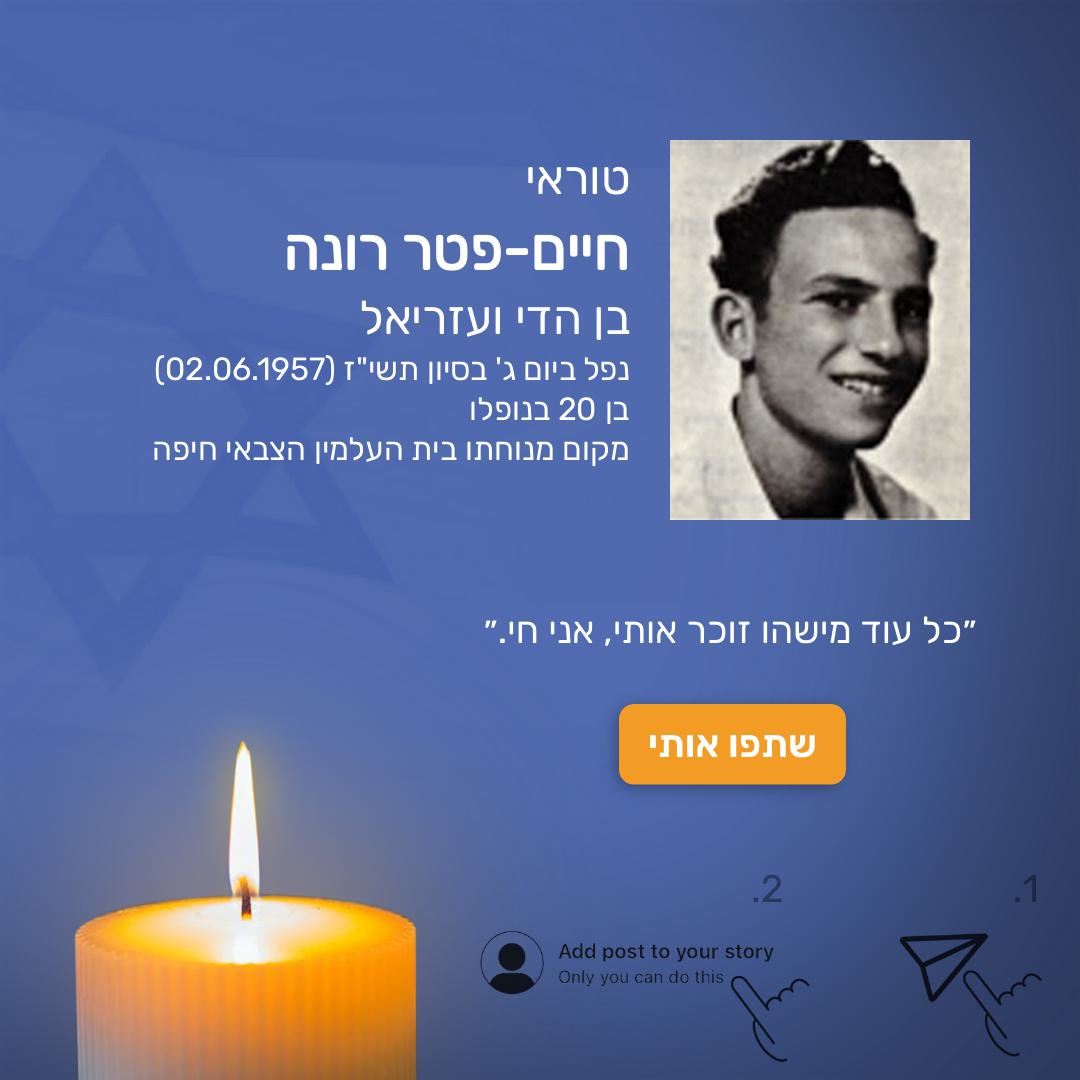 טוראי
חיים-פטר רונה
בן הדי ועזריאל
נפל ביום ג' בסיון תשי"ז (02.06.1957)
בן 20 בנופלו
מקום מנוחתו בית העלמין הצבאי חיפה
״כל עוד מישהו זוכר אותי, אני חי.״
שתפו אותי
1.
2.
Add post to your story
Only you can do this